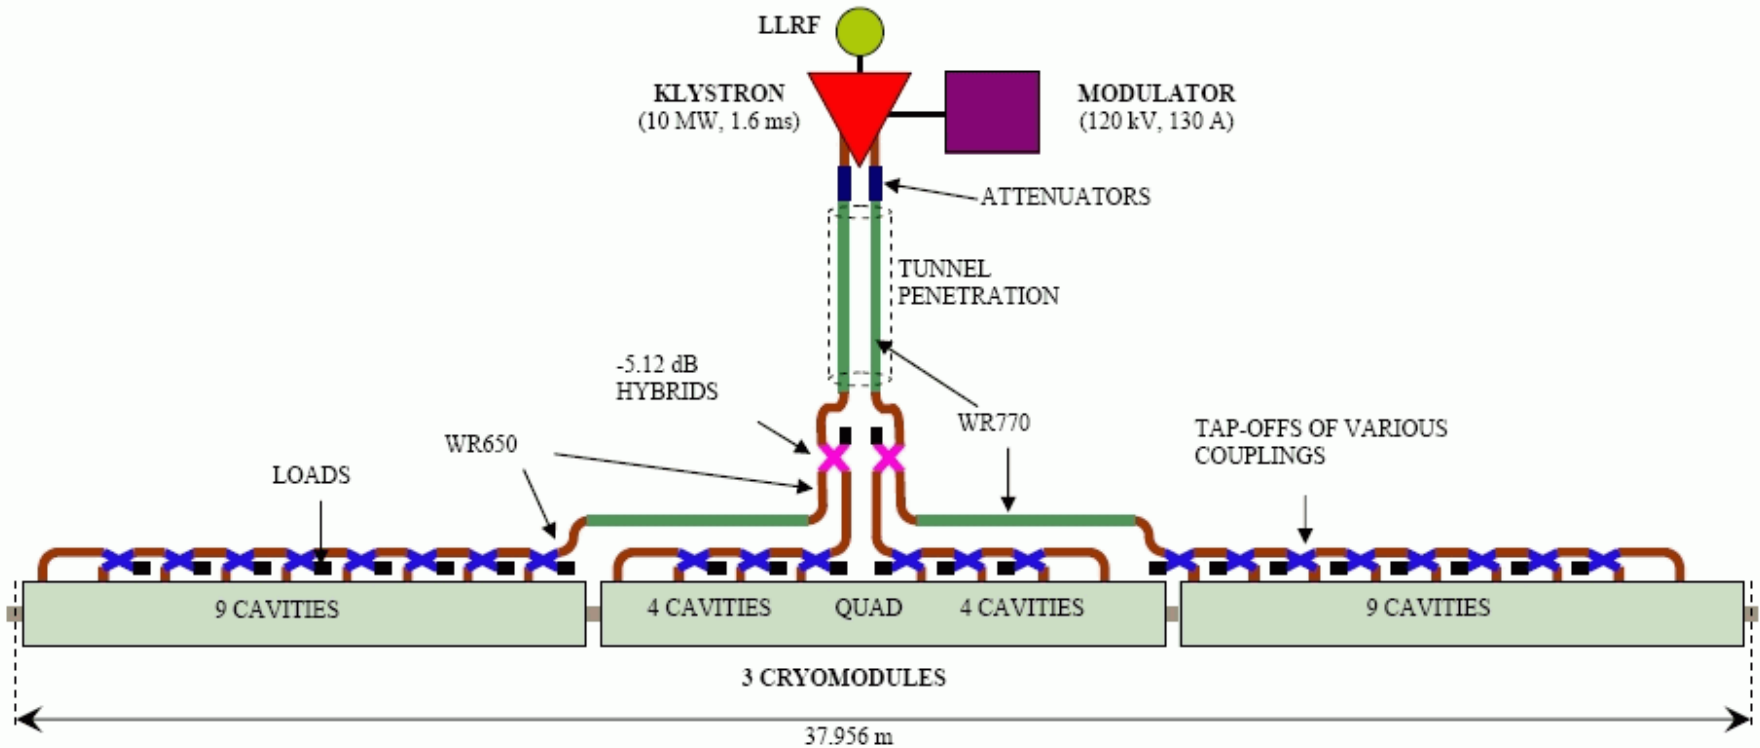 LLRF
KLYSTRON
(10 MW, 1.6 ms)
MODULATOR
(120 kV, 130 A)
ATTENUATORS
TUNNEL
PENETRATION
-5.12 dB
HYBRIDS
WR770
WR650
TAP-OFFS OF VARIOUS
COUPLINGS
LOADS
9 CAVITIES
4 CAVITIES
QUAD
4 CAVITIES
9 CAVITIES
3 CRYOMODULES
37.956 m